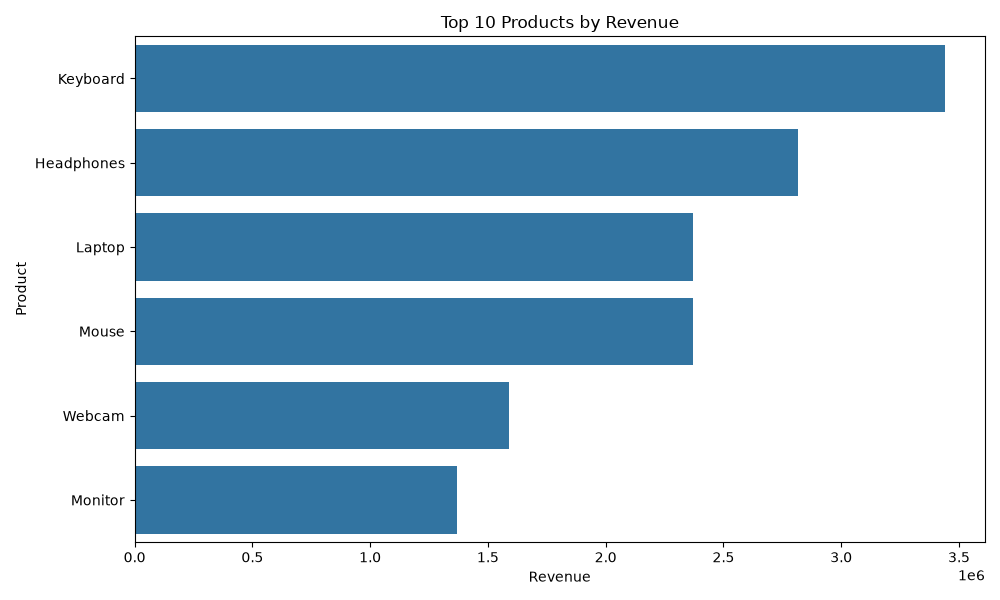 Top 10 Products by Revenue
Product
Keyboard
Headphones
Laptop
Mouse
Webcam
Monitor
0.0 0.5 1.0 1.5 2.0 2.5 3.0 3.5
1e6
Revenue